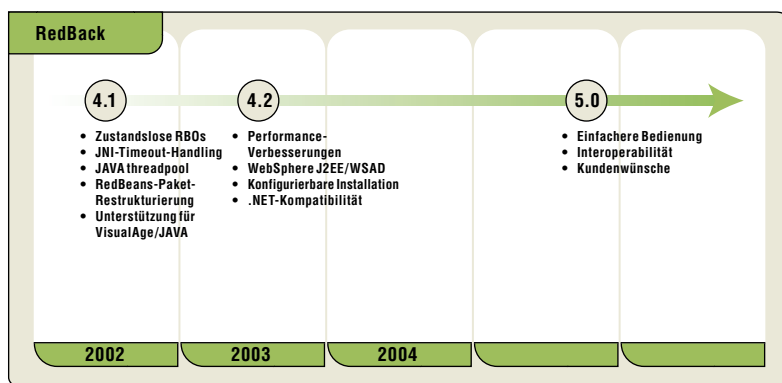 RedBack
4.1
4.2
5.0
• Zustandslose RBOs
• JNI-Timeout-Handling
• JAVA threadpool
• RedBeans-Paket-
Restrukturierung
• Unterstützung für
VisualAge/JAVA
• Performance-
Verbesserungen
• WebSphere J2EE/WSAD
• Konfigurierbare Installation
• .NET-Kompatibilität
• Einfachere Bedienung
• Interoperabilität
• Kundenwünsche
2002
2003
2004